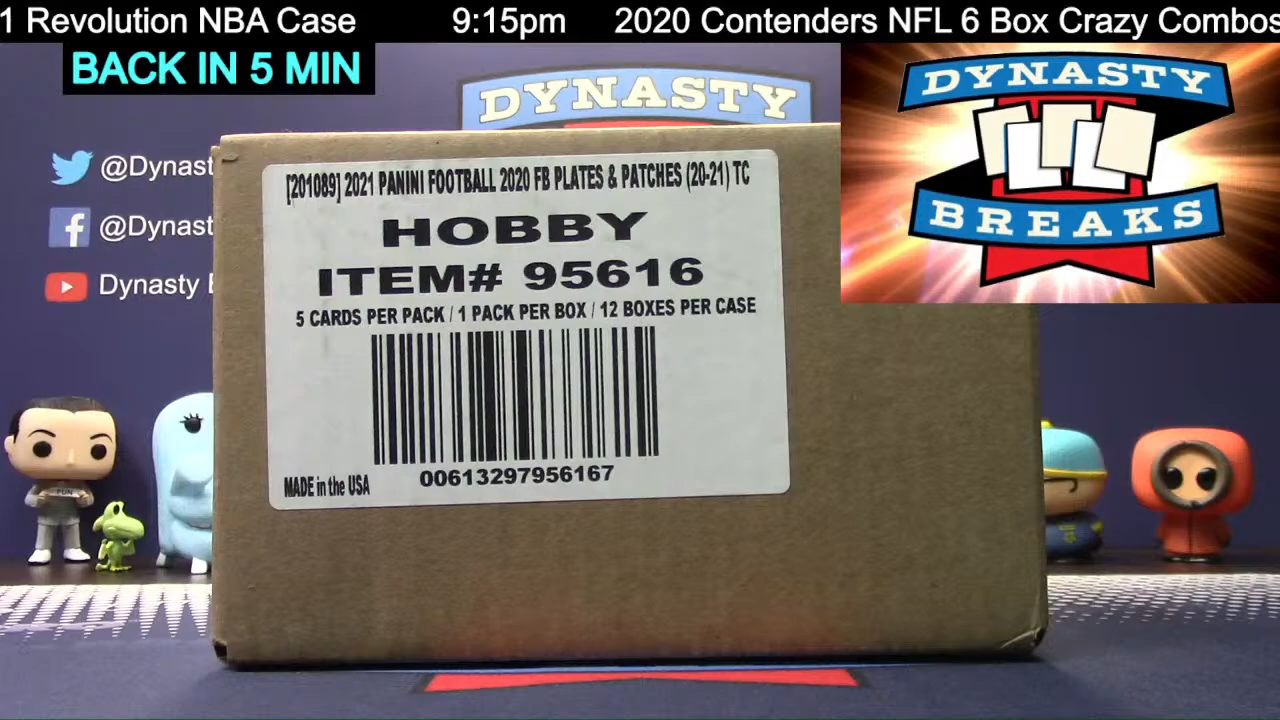 1 Revolution NBA Case 9:15pm 2020 Contenders NFL 6 Box Crazy Combos
BACK IN 5 MIN
DYNASTY
BREAKS
DYNASTY
@Dynast
@Dynast
Dynasty
[201089] 2021 PANINI FOOTBALL 2020 FB PLATES & PATCHES (20-21) TC
HOBBY
ITEM# 95616
5 CARDS PER PACK / 1 PACK PER BOX / 12 BOXES PER CASE
MADE in the USA
00613297956167
FUN